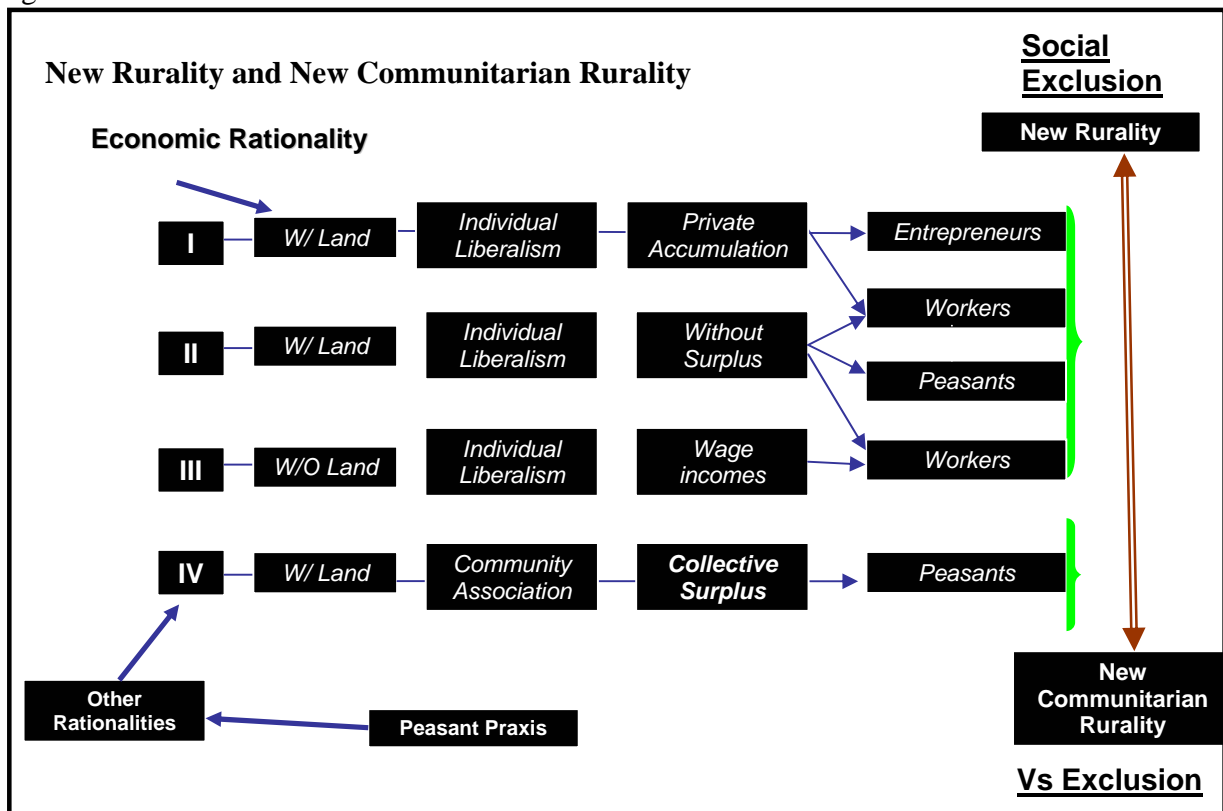 New Rurality and New Communitarian Rurality
Social
Exclusion
Economic Rationality
New Rurality
I
W/ Land
Individual
Liberalism
Private
Accumulation
Entrepreneurs
Workers
II
W/ Land
Individual
Liberalism
Without
Surplus
Peasants
III
W/O Land
Individual
Liberalism
Wage
incomes
Workers
IV
W/ Land
Community
Association
Collective
Surplus
Peasants
Other
Rationalities
Peasant Praxis
New
Communitarian
Rurality
Vs Exclusion